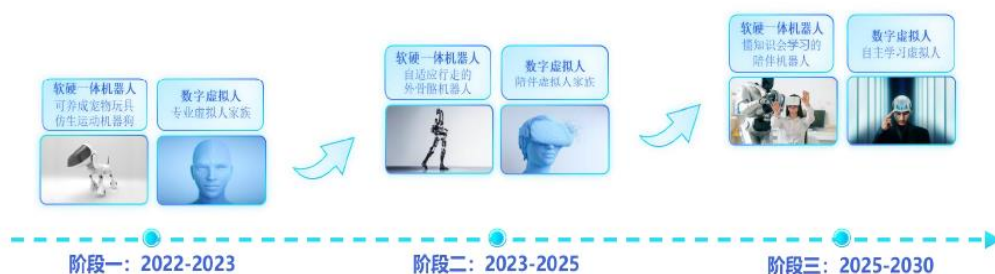 软硬一体机器人
可养成宠物玩具
仿生运动机器狗
数字虚拟人
专业虚拟人家族
软硬一体机器人
自适应行走的
外骨骼机器人
数字虚拟人
陪伴虚拟人家族
软硬一体机器人
懂知识会学习的
陪伴机器人
数字虚拟人
自主学习虚拟人
阶段一：2022-2023
阶段二：2023-2025
阶段三：2025-2030